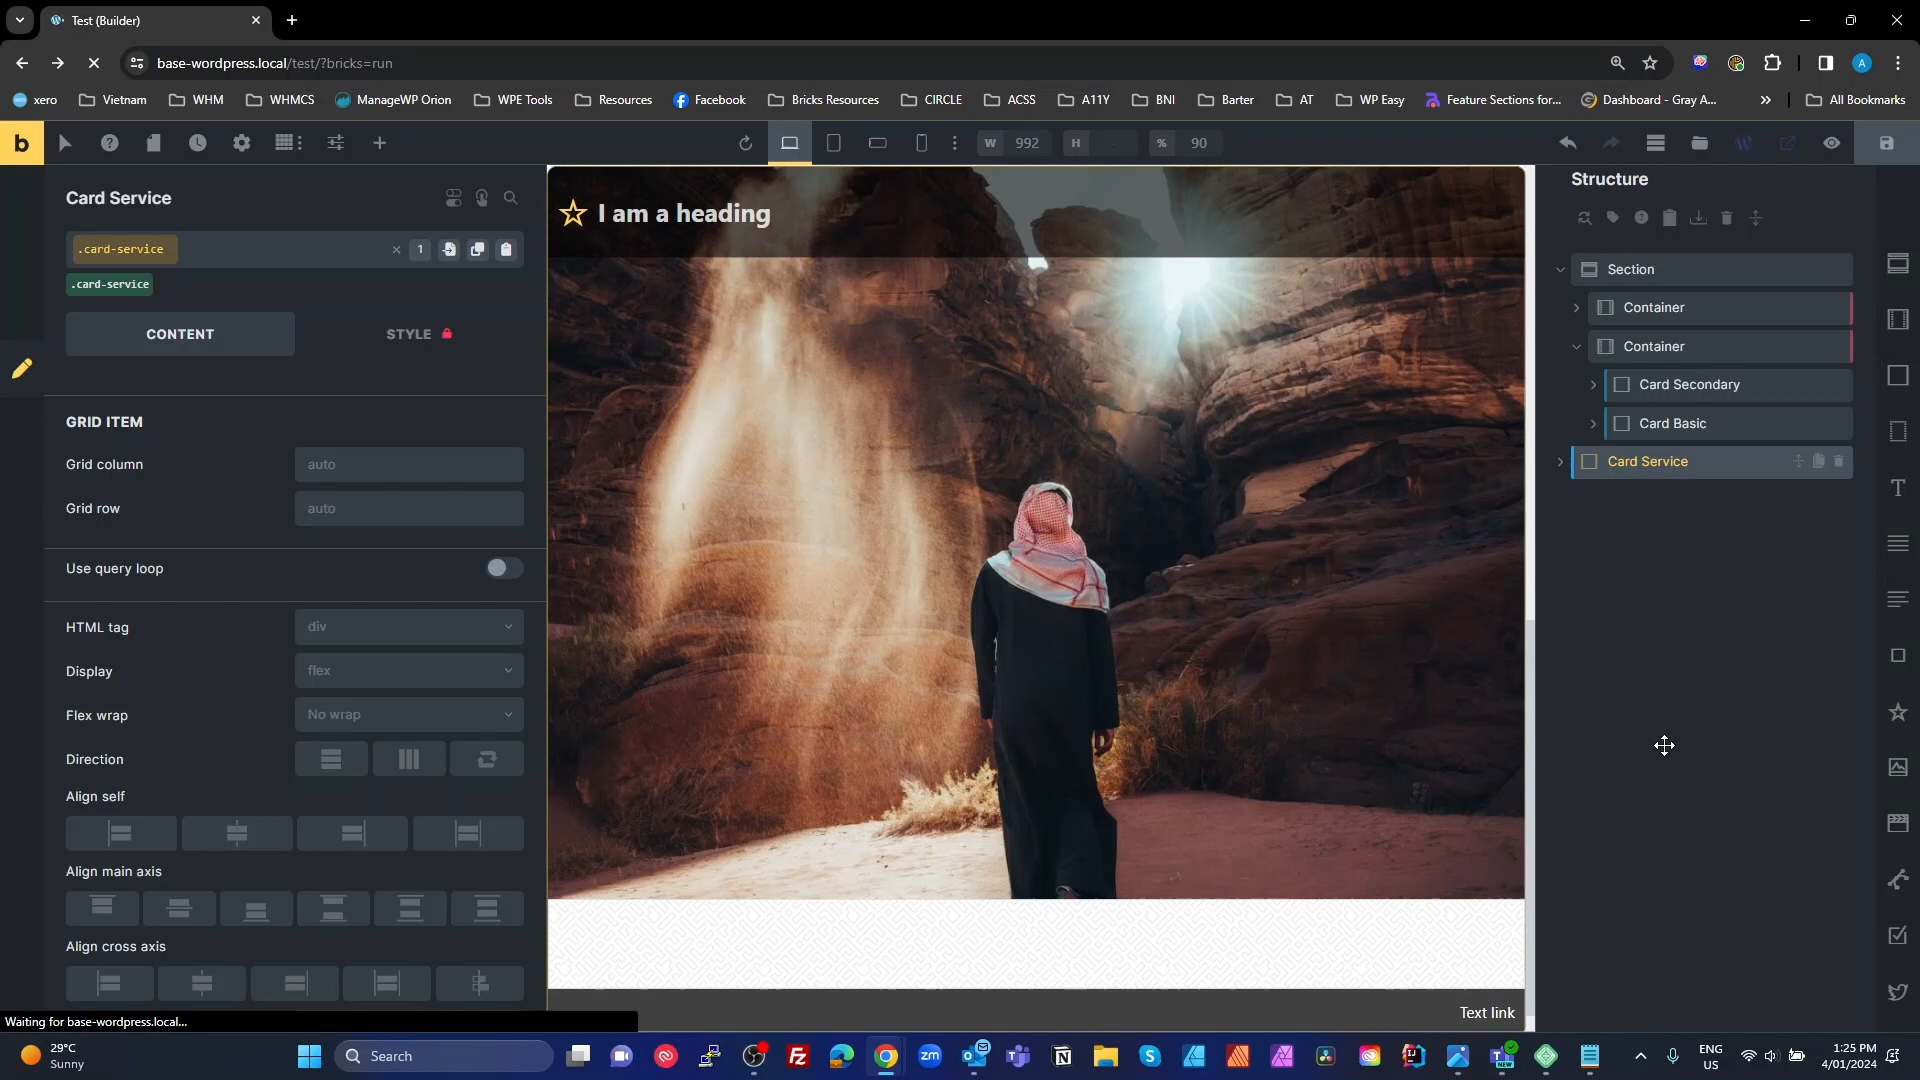 Test (Builder)
base-wordpress.local/test/?bricks=run
xero
Vietnam
WHM
WHMCS
ManageWP Orion
WPE Tools
Resources
Facebook
Bricks Resources
CIRCLE
ACSS
A11Y
BNI
Barter
AT
WP Easy
Feature Sections for...
Dashboard - Gray A...
»
All Bookmarks
A
b
W 992
H
% 90
Card Service
.card-service
1
.card-service
CONTENT
STYLE
GRID ITEM
Grid column
auto
Grid row
auto
Use query loop
HTML tag
div
Display
flex
Flex wrap
No wrap
Direction
Align self
Align main axis
Align cross axis
Waiting for base-wordpress.local...
I am a heading
Text link
Structure
Section
Container
Container
Card Secondary
Card Basic
Card Service
29°C
Sunny
Search
zm
NEW
ENG
US
1:25 PM
4/01/2024